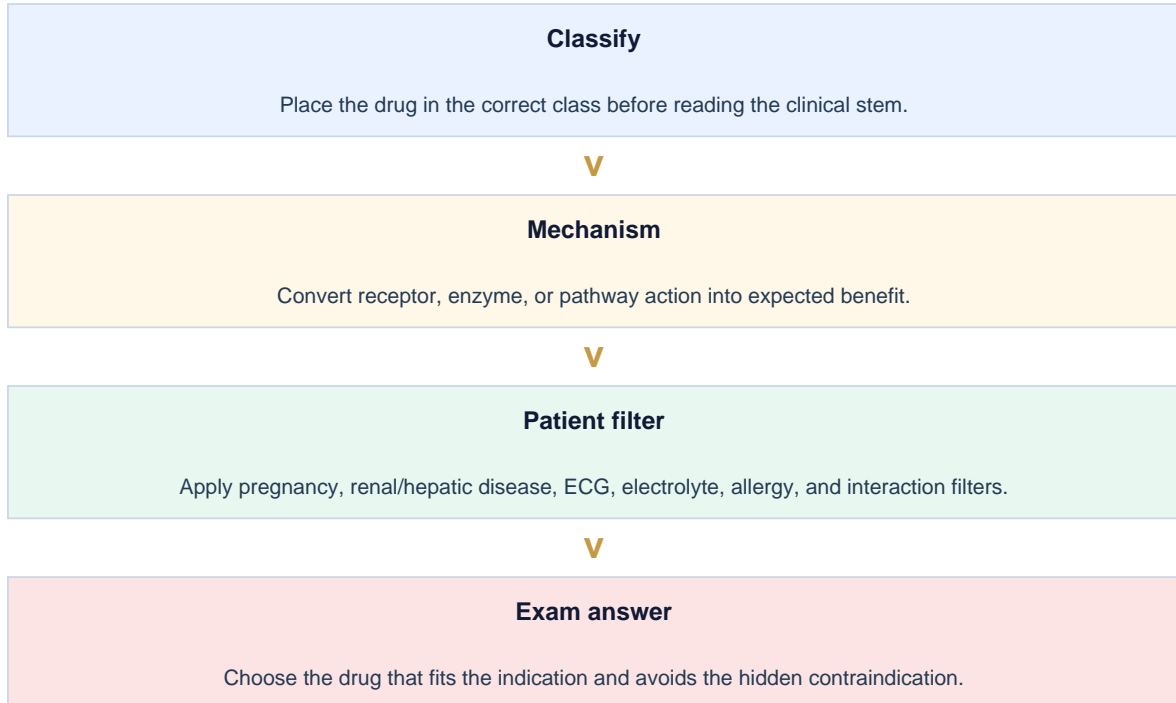 Classify
Place the drug in the correct class before reading the clinical stem.
v
Mechanism
Convert receptor, enzyme, or pathway action into expected benefit.
v
Patient filter
Apply pregnancy, renal/hepatic disease, ECG, electrolyte, allergy, and interaction filters.
v
Exam answer
Choose the drug that fits the indication and avoids the hidden contraindication.